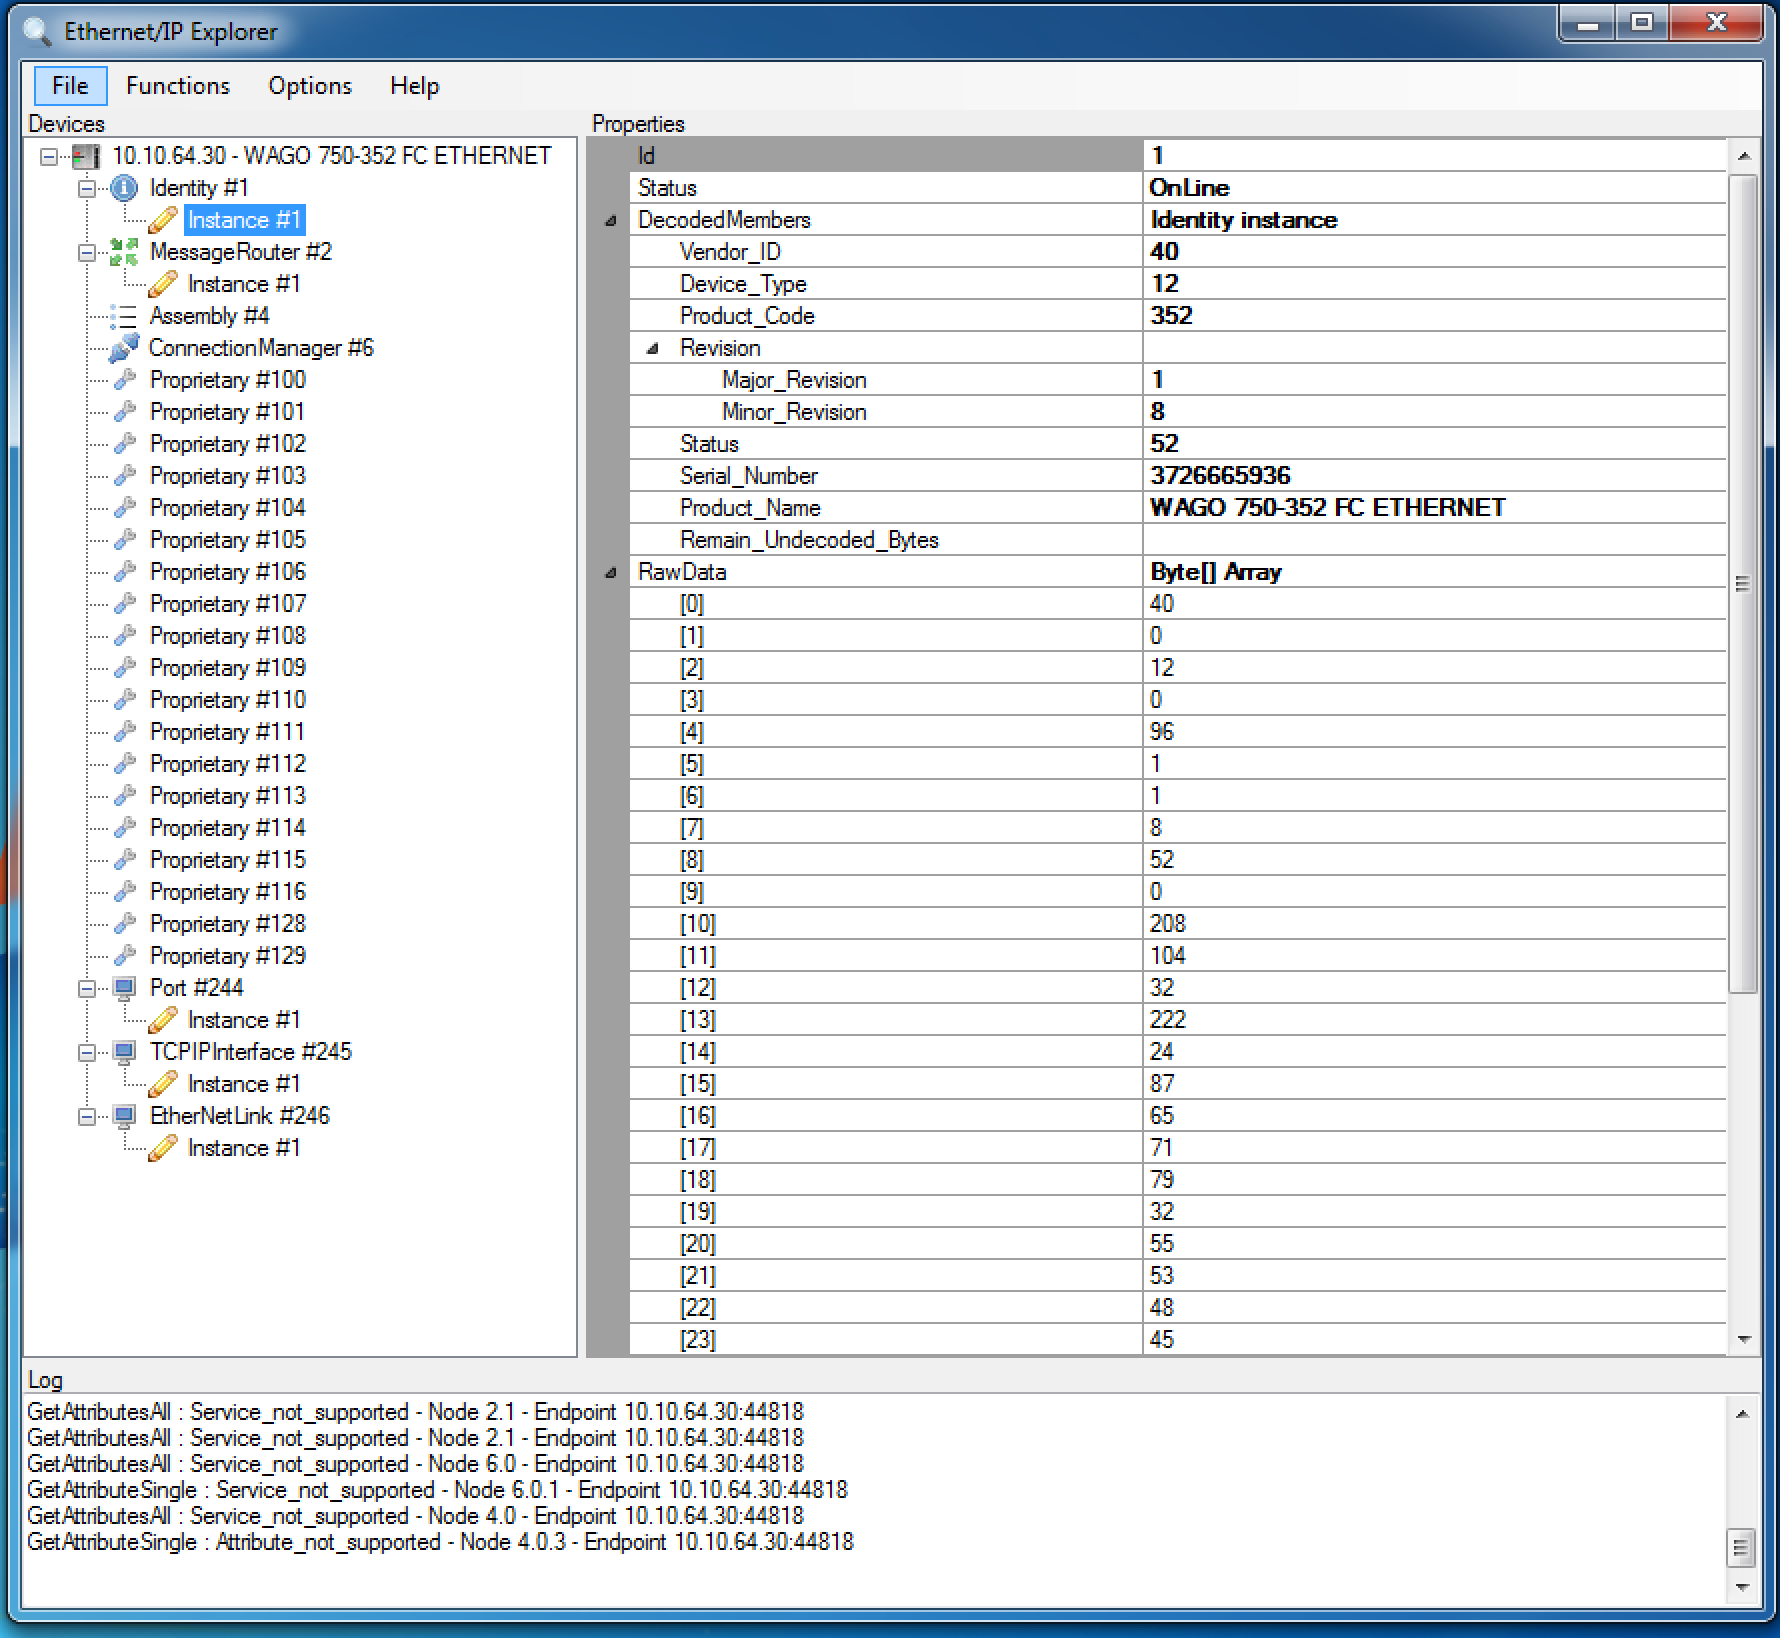 Ethernet/IP Explorer
File Functions Options Help
Devices
10.10.64.30 - WAGO 750-352 FC ETHERNET
Identity #1
Instance #1
MessageRouter #2
Instance #1
Assembly #4
ConnectionManager #6
Proprietary #100
Proprietary #101
Proprietary #102
Proprietary #103
Proprietary #104
Proprietary #105
Proprietary #106
Proprietary #107
Proprietary #108
Proprietary #109
Proprietary #110
Proprietary #111
Proprietary #112
Proprietary #113
Proprietary #114
Proprietary #115
Proprietary #116
Proprietary #128
Proprietary #129
Port #244
Instance #1
TCPIPInterface #245
Instance #1
EtherNetLink #246
Instance #1
Properties
Id 1
Status OnLine
DecodedMembers Identity instance
Vendor_ID 40
Device_Type 12
Product_Code 352
Revision
Major_Revision 1
Minor_Revision 8
Status 52
Serial_Number 3726665936
Product_Name WAGO 750-352 FC ETHERNET
Remain_Undecoded_Bytes
RawData Byte[] Array
[0] 40
[1] 0
[2] 12
[3] 0
[4] 96
[5] 1
[6] 1
[7] 8
[8] 52
[9] 0
[10] 208
[11] 104
[12] 32
[13] 222
[14] 24
[15] 87
[16] 65
[17] 71
[18] 79
[19] 32
[20] 55
[21] 53
[22] 48
[23] 45
Log
GetAttributesAll : Service_not_supported - Node 2.1 - Endpoint 10.10.64.30:44818
GetAttributesAll : Service_not_supported - Node 2.1 - Endpoint 10.10.64.30:44818
GetAttributesAll : Service_not_supported - Node 6.0 - Endpoint 10.10.64.30:44818
GetAttributeSingle : Service_not_supported - Node 6.0.1 - Endpoint 10.10.64.30:44818
GetAttributesAll : Service_not_supported - Node 4.0 - Endpoint 10.10.64.30:44818
GetAttributeSingle : Attribute_not_supported - Node 4.0.3 - Endpoint 10.10.64.30:44818